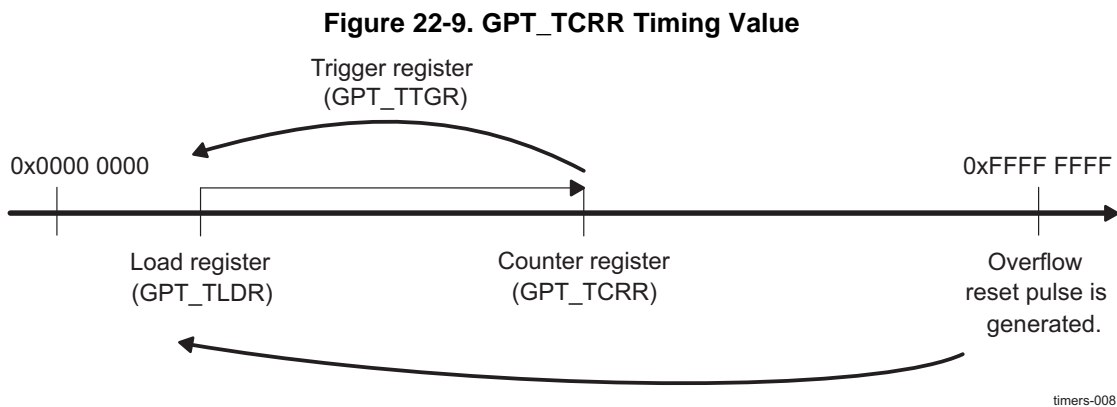 Figure 22-9. GPT_TCRR Timing Value
Trigger register
(GPT_TTGR)
0x0000 0000
0xFFFF FFFF
Load register
(GPT_TLDR)
Counter register
(GPT_TCRR)
Overflow
reset pulse is
generated.
timers-008